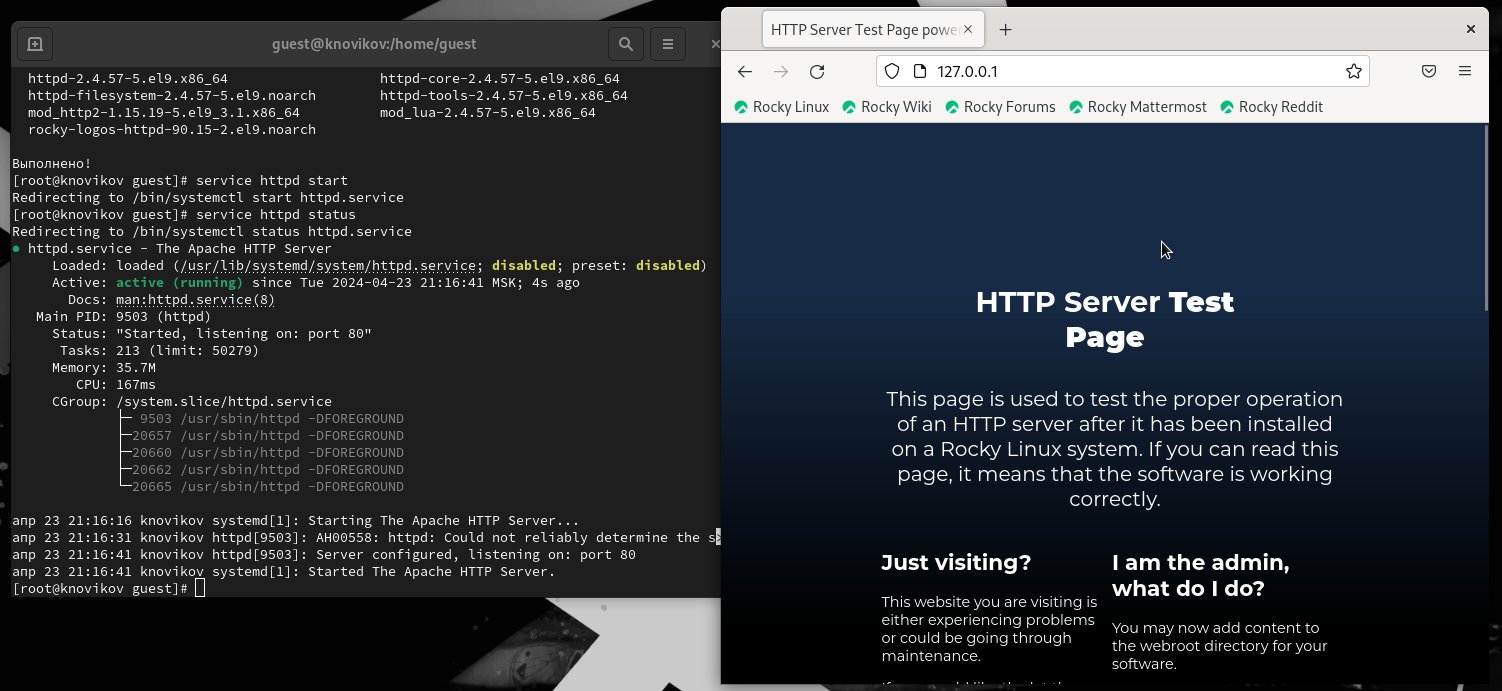 guest@knovikov:/home/guest
httpd-2.4.57-5.el9.x86_64 httpd-core-2.4.57-5.el9.x86_64
httpd-filesystem-2.4.57-5.el9.noarch httpd-tools-2.4.57-5.el9.x86_64
mod_http2-1.15.19-5.el9_3.1.x86_64 mod_lua-2.4.57-5.el9.x86_64
rocky-logos-httpd-90.15-2.el9.noarch
Выполнено!
[root@knovikov guest]# service httpd start
Redirecting to /bin/systemctl start httpd.service
[root@knovikov guest]# service httpd status
Redirecting to /bin/systemctl status httpd.service
● httpd.service - The Apache HTTP Server
Loaded: loaded (/usr/lib/systemd/system/httpd.service; disabled; preset: disabled)
Active: active (running) since Tue 2024-04-23 21:16:41 MSK; 4s ago
Docs: man:httpd.service(8)
Main PID: 9503 (httpd)
Status: "Started, listening on: port 80"
Tasks: 213 (limit: 50279)
Memory: 35.7M
CPU: 167ms
CGroup: /system.slice/httpd.service
├─ 9503 /usr/sbin/httpd -DFOREGROUND
├─20657 /usr/sbin/httpd -DFOREGROUND
├─20660 /usr/sbin/httpd -DFOREGROUND
├─20662 /usr/sbin/httpd -DFOREGROUND
└─20665 /usr/sbin/httpd -DFOREGROUND
апр 23 21:16:16 knovikov systemd[1]: Starting The Apache HTTP Server...
апр 23 21:16:31 knovikov httpd[9503]: AH00558: httpd: Could not reliably determine the s>
апр 23 21:16:41 knovikov httpd[9503]: Server configured, listening on: port 80
апр 23 21:16:41 knovikov systemd[1]: Started The Apache HTTP Server.
[root@knovikov guest]#
HTTP Server Test Page powe
127.0.0.1
Rocky Linux Rocky Wiki Rocky Forums Rocky Mattermost Rocky Reddit
HTTP Server Test
Page
This page is used to test the proper operation
of an HTTP server after it has been installed
on a Rocky Linux system. If you can read this
page, it means that the software is working
correctly.
Just visiting?
This website you are visiting is
either experiencing problems
or could be going through
maintenance.
I am the admin,
what do I do?
You may now add content to
the webroot directory for your
software.